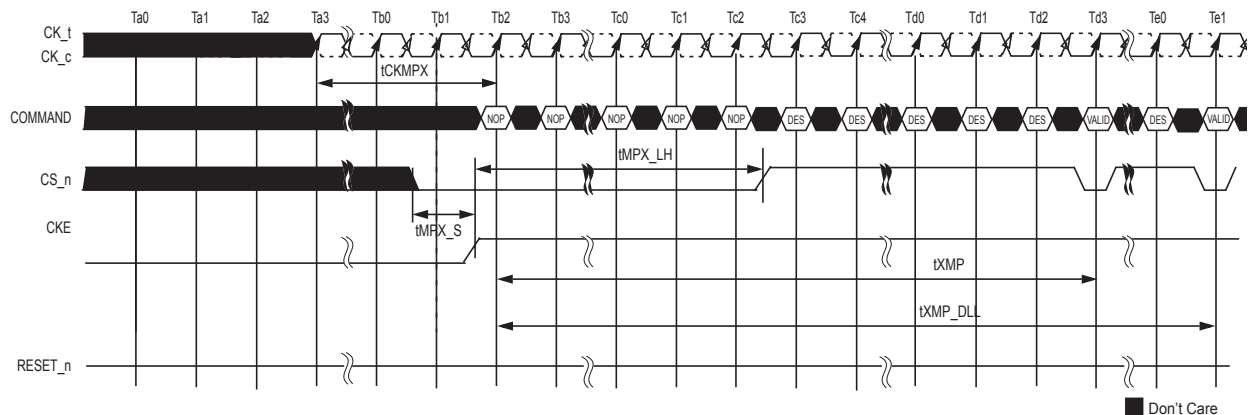 Ta0 Ta1 Ta2 Ta3 Tb0 Tb1 Tb2 Tb3 Tc0 Tc1 Tc2 Tc3 Tc4 Td0 Td1 Td2 Td3 Te0 Te1
CK_t
CK_c
tCKMPX
COMMAND NOP NOP NOP NOP NOP DES DES DES DES DES VALID DES VALID
tMPX_LH
CS_n
tMPX_S
CKE
tXMP
tXMP_DLL
RESET_n
Don't Care